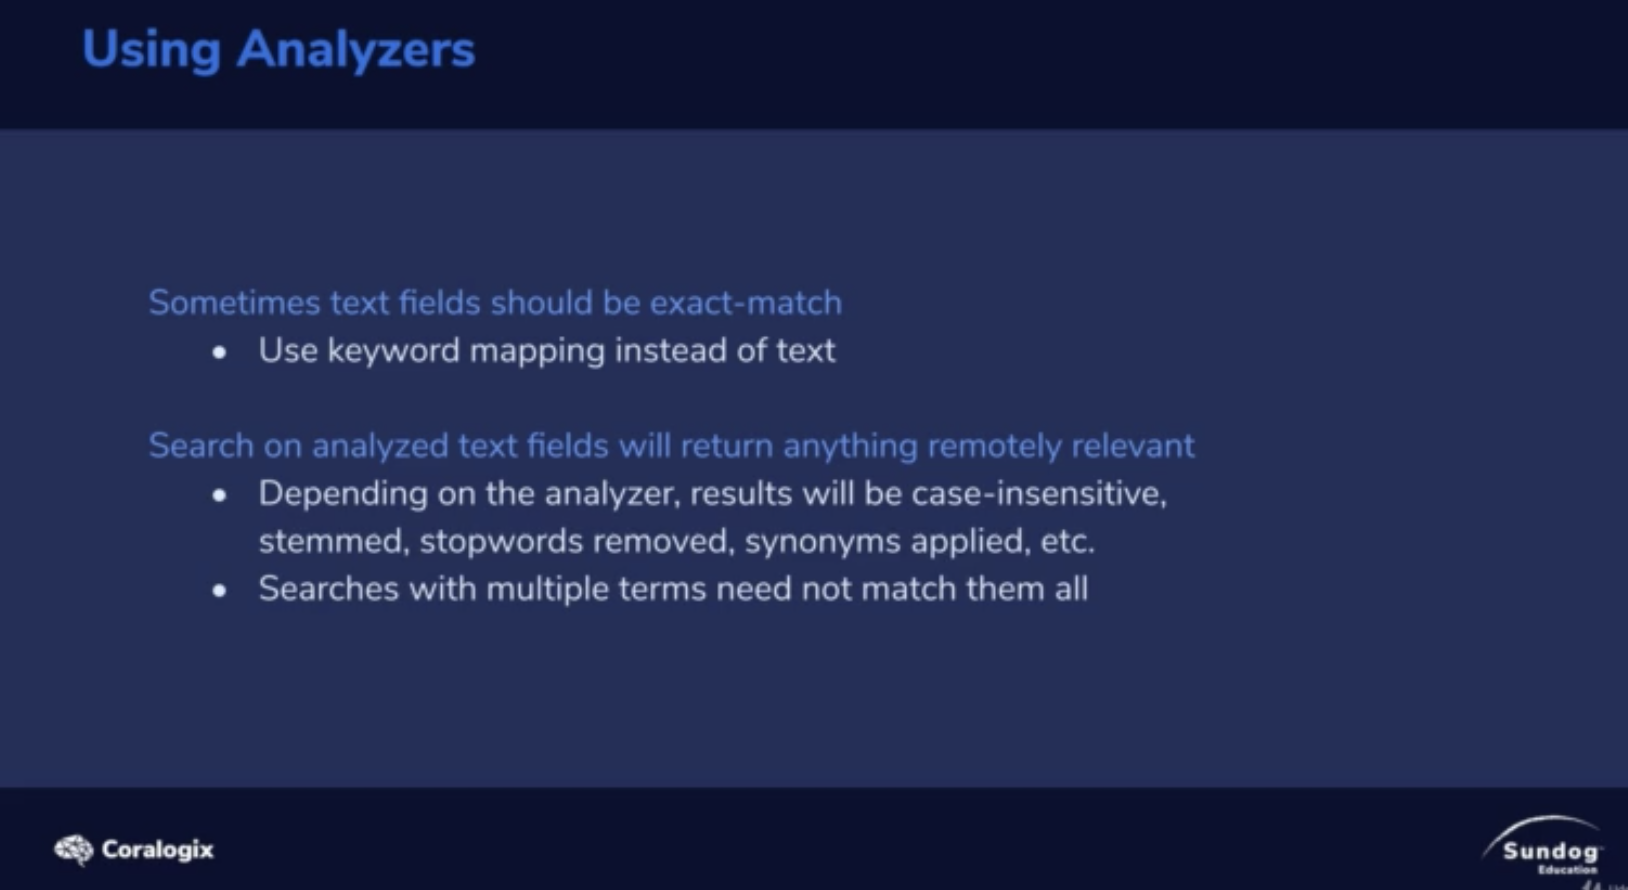 Using Analyzers
Sometimes text fields should be exact-match
• Use keyword mapping instead of text
Search on analyzed text fields will return anything remotely relevant
• Depending on the analyzer, results will be case-insensitive,
stemmed, stopwords removed, synonyms applied, etc.
• Searches with multiple terms need not match them all
Coralogix
Sundog
Education